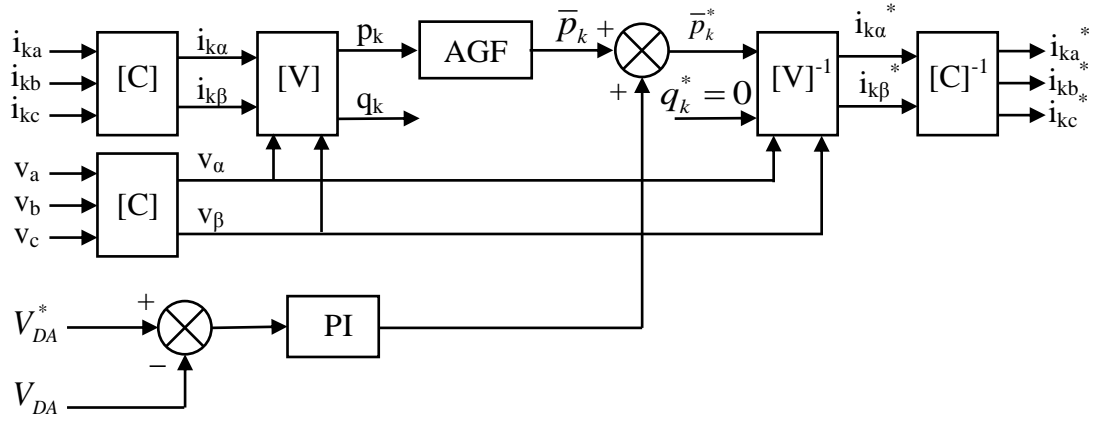 i_ka
i_kb
i_kc
[C]
i_kα
i_kβ
[V]
p_k
q_k
AGF
p̅_k
+
+
p̅_k^*
q_k^* = 0
[V]^-1
i_kα^*
i_kβ^*
[C]^-1
i_ka^*
i_kb^*
i_kc^*
v_a
v_b
v_c
[C]
v_α
v_β
V_DA^*
+
−
PI
V_DA